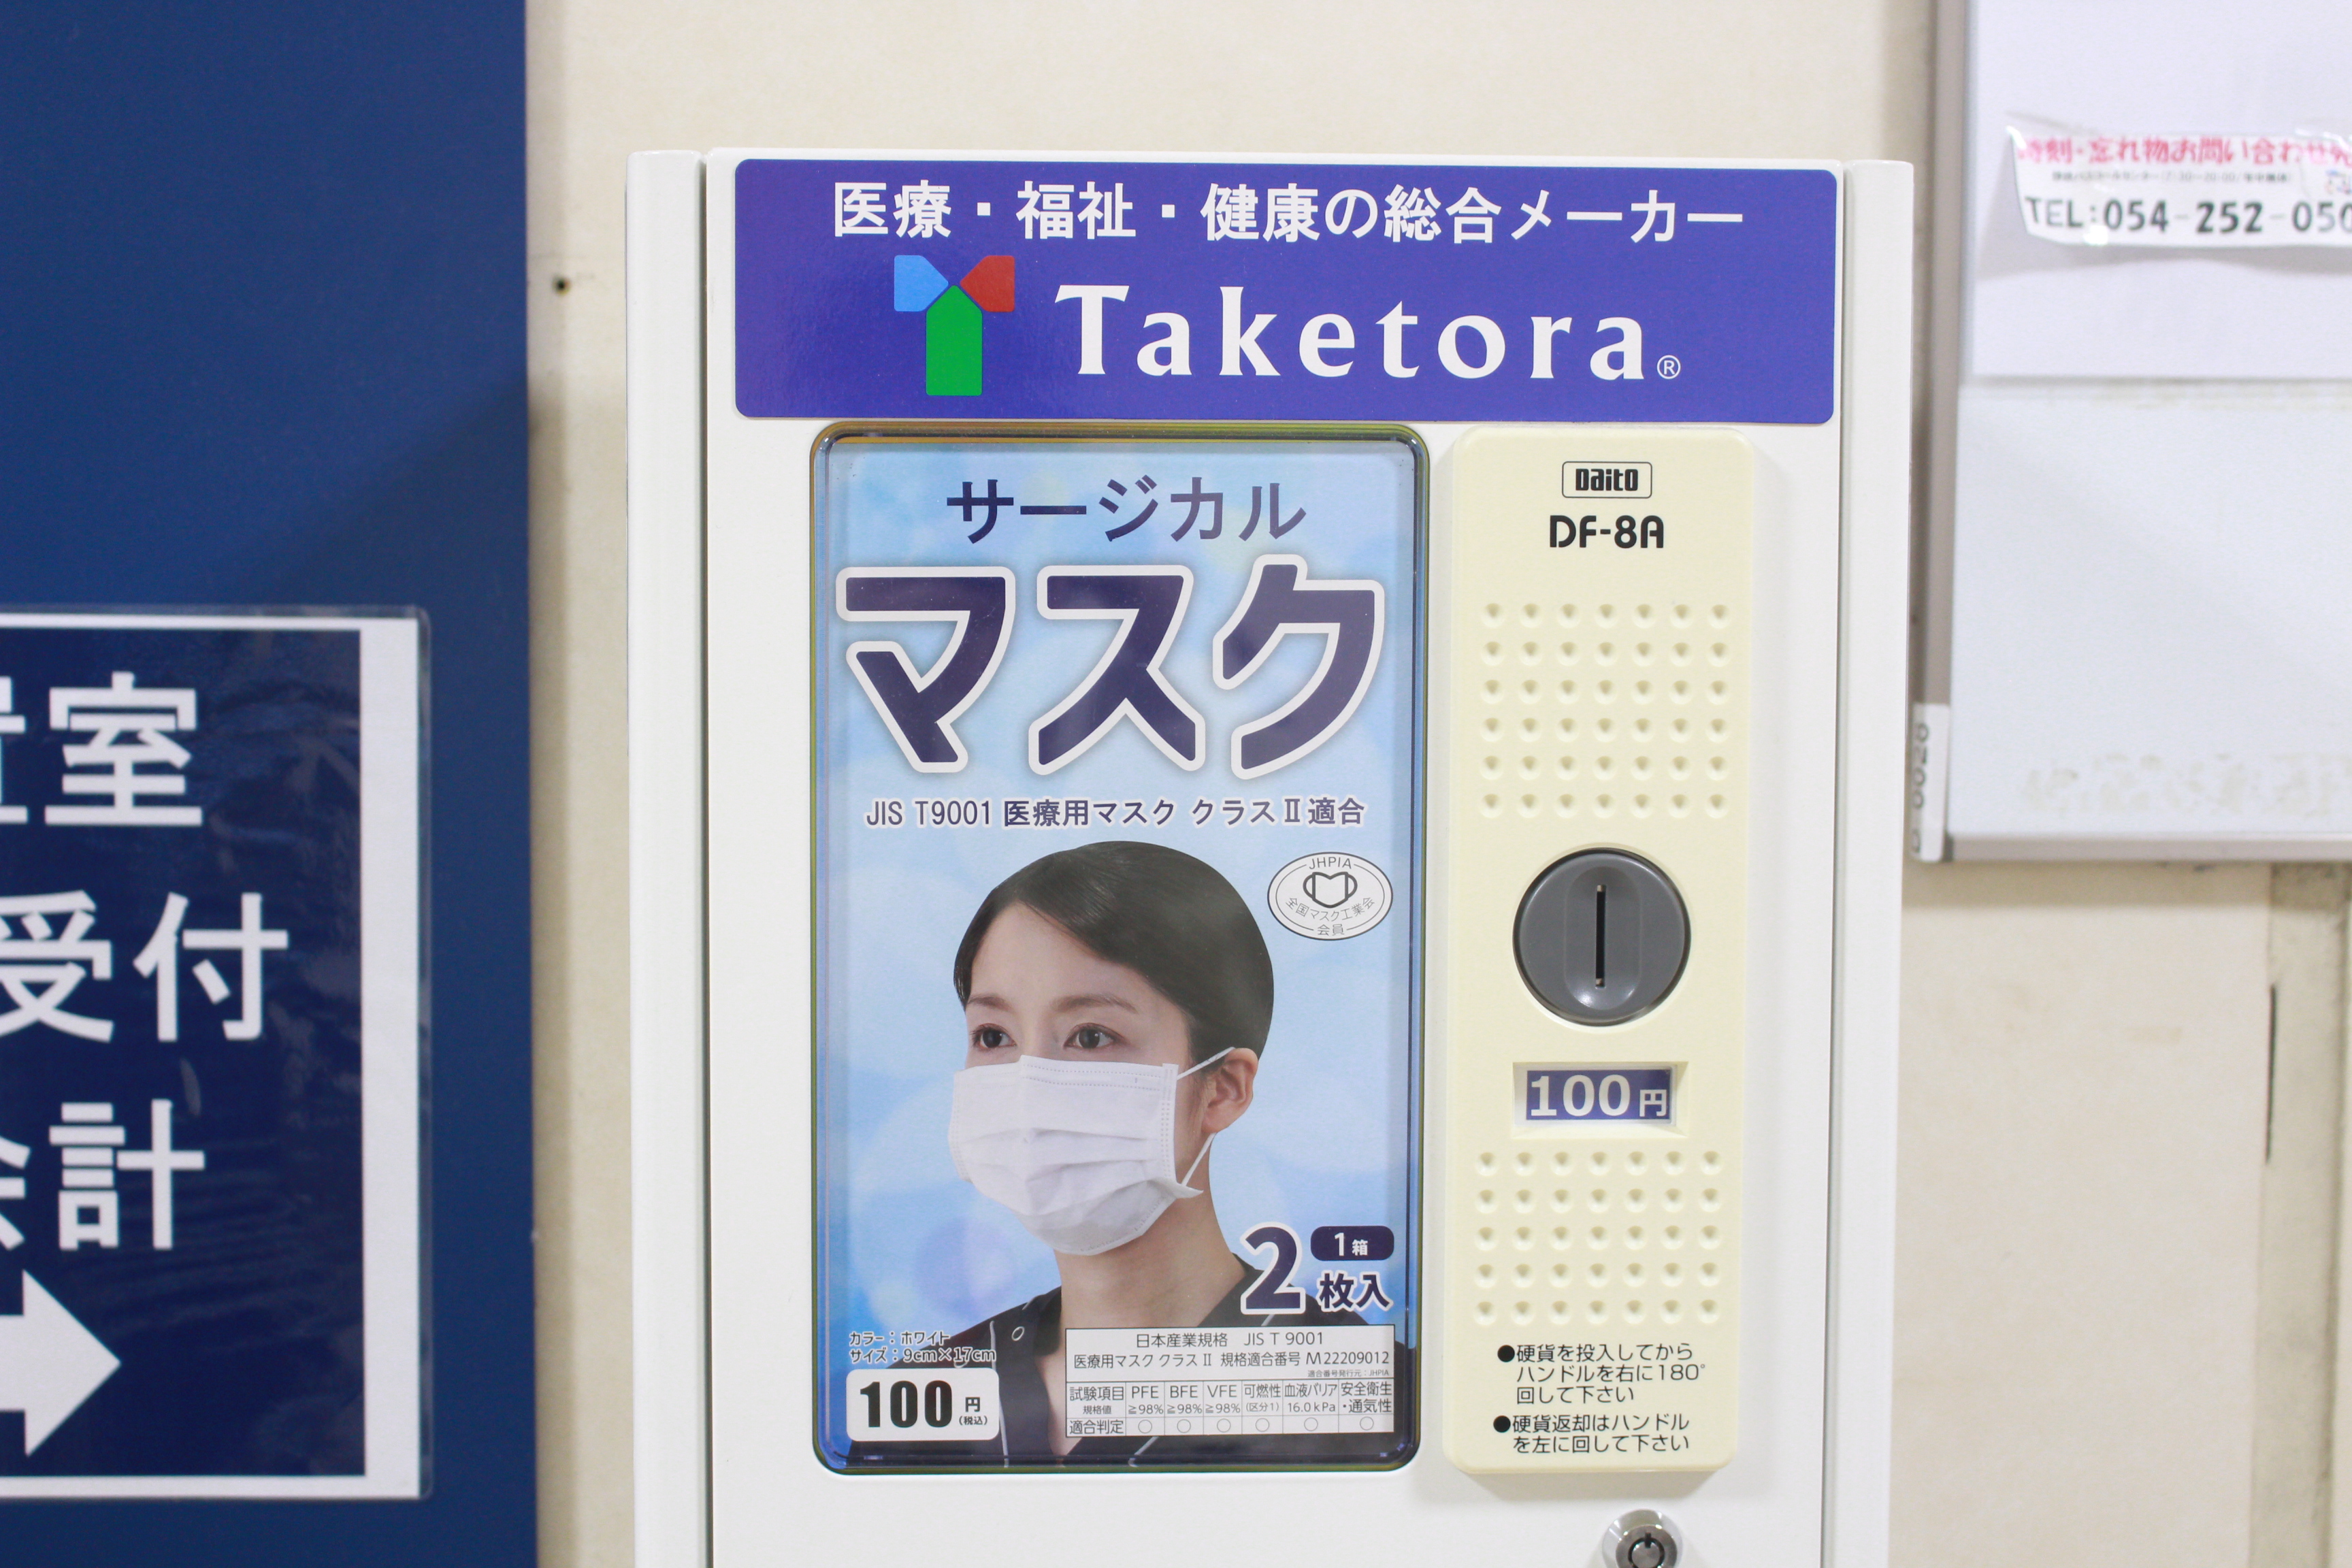 室
受付
会計
医療・福祉・健康の総合メーカー
Taketora®
サージカル
マスク
JIS T9001 医療用マスク クラスⅡ適合
JHPIA
全国マスク工業会
会員
1箱
2枚入
カラー：ホワイト
サイズ：9cm×17cm
100円(税込)
日本産業規格 JIS T 9001
医療用マスク クラスⅡ 規格適合番号 M22209012
適合番号発行元：JHPIA
試験項目 PFE BFE VFE 可燃性 血液バリア 安全衛生・通気性
規格値 ≧98% ≧98% ≧98% (区分1) 16.0kPa
適合判定 ○ ○ ○ ○ ○ ○
Daito
DF-8A
100円
●硬貨を投入してから
ハンドルを右に180°
回して下さい
●硬貨返却はハンドル
を左に回して下さい
時刻・忘れ物お問い合わせ
TEL:054-252-050